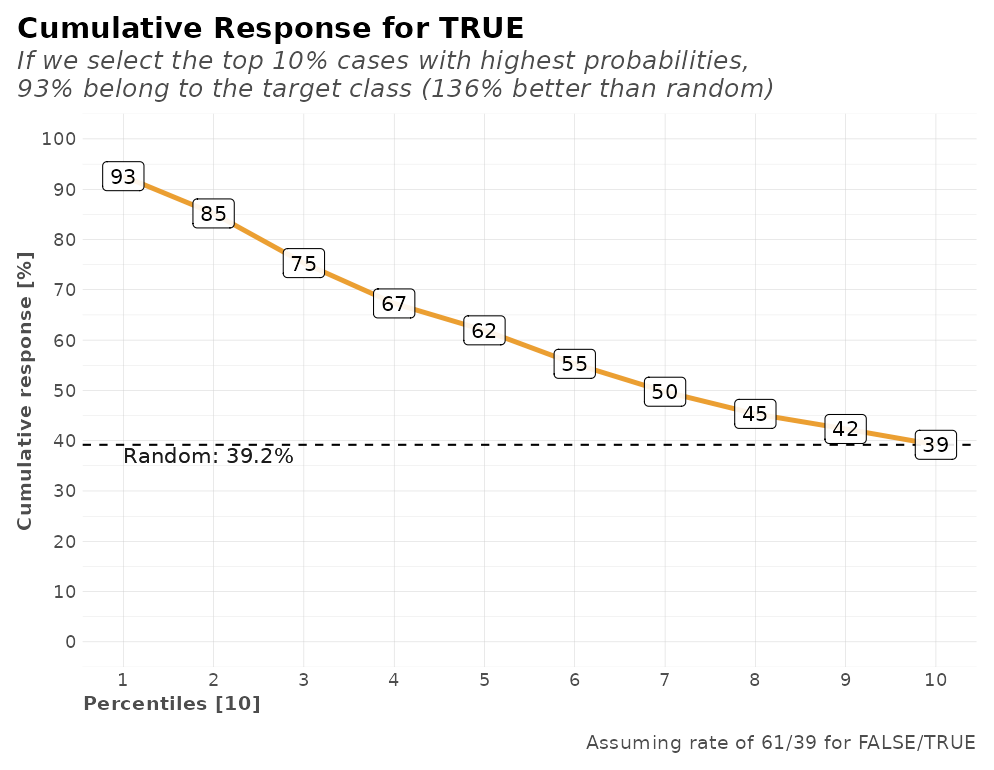 Cumulative Response for TRUE
If we select the top 10% cases with highest probabilities,
93% belong to the target class (136% better than random)
Cumulative response [%]
100
90
80
70
60
50
40
30
20
10
0
93
85
75
67
62
55
50
45
42
39
Random: 39.2%
1 2 3 4 5 6 7 8 9 10
Percentiles [10]
Assuming rate of 61/39 for FALSE/TRUE